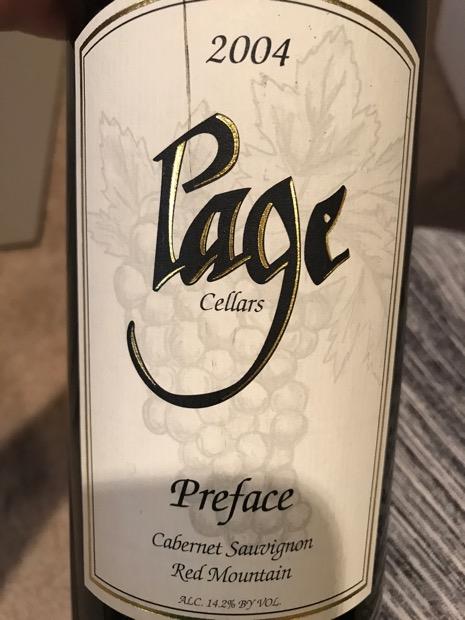 2004
Page
Cellars
Preface
Cabernet Sauvignon
Red Mountain
ALC. 14.2% BY VOL.